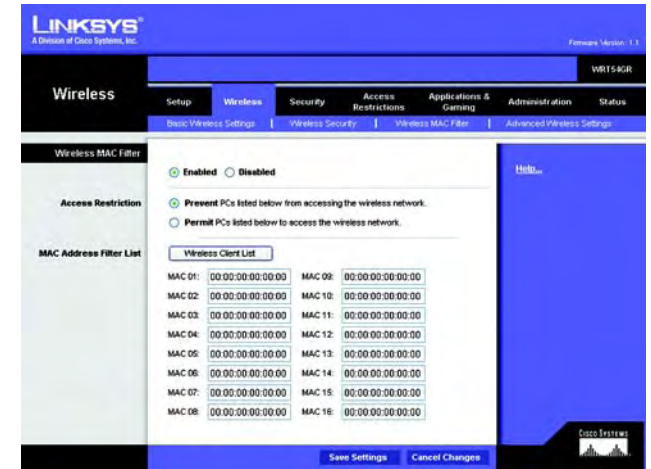 LINKSYS®
A Division of Cisco Systems, Inc.
Firmware Version: 1.1
WRT54GR
Wireless
Setup Wireless Security Access Restrictions Applications & Gaming Administration Status
Basic Wireless Settings | Wireless Security | Wireless MAC Filter | Advanced Wireless Settings
Wireless MAC Filter
Enabled Disabled
Help...
Access Restriction
Prevent PCs listed below from accessing the wireless network.
Permit PCs listed below to access the wireless network.
MAC Address Filter List
Wireless Client List
MAC 01: 00:00:00:00:00:00 MAC 09: 00:00:00:00:00:00
MAC 02: 00:00:00:00:00:00 MAC 10: 00:00:00:00:00:00
MAC 03: 00:00:00:00:00:00 MAC 11: 00:00:00:00:00:00
MAC 04: 00:00:00:00:00:00 MAC 12: 00:00:00:00:00:00
MAC 05: 00:00:00:00:00:00 MAC 13: 00:00:00:00:00:00
MAC 06: 00:00:00:00:00:00 MAC 14: 00:00:00:00:00:00
MAC 07: 00:00:00:00:00:00 MAC 15: 00:00:00:00:00:00
MAC 08: 00:00:00:00:00:00 MAC 16: 00:00:00:00:00:00
Cisco Systems
Save Settings Cancel Changes